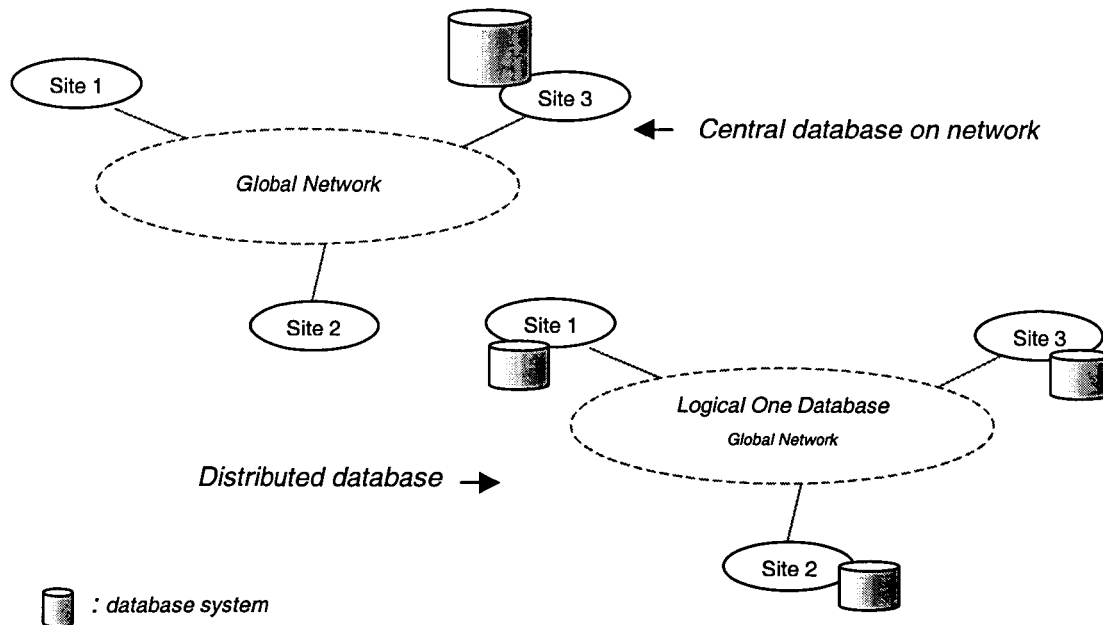 Site 1
Site 3
Central database on network
Global Network
Site 2
Site 1
Site 3
Logical One Database
Global Network
Distributed database
Site 2
: database system